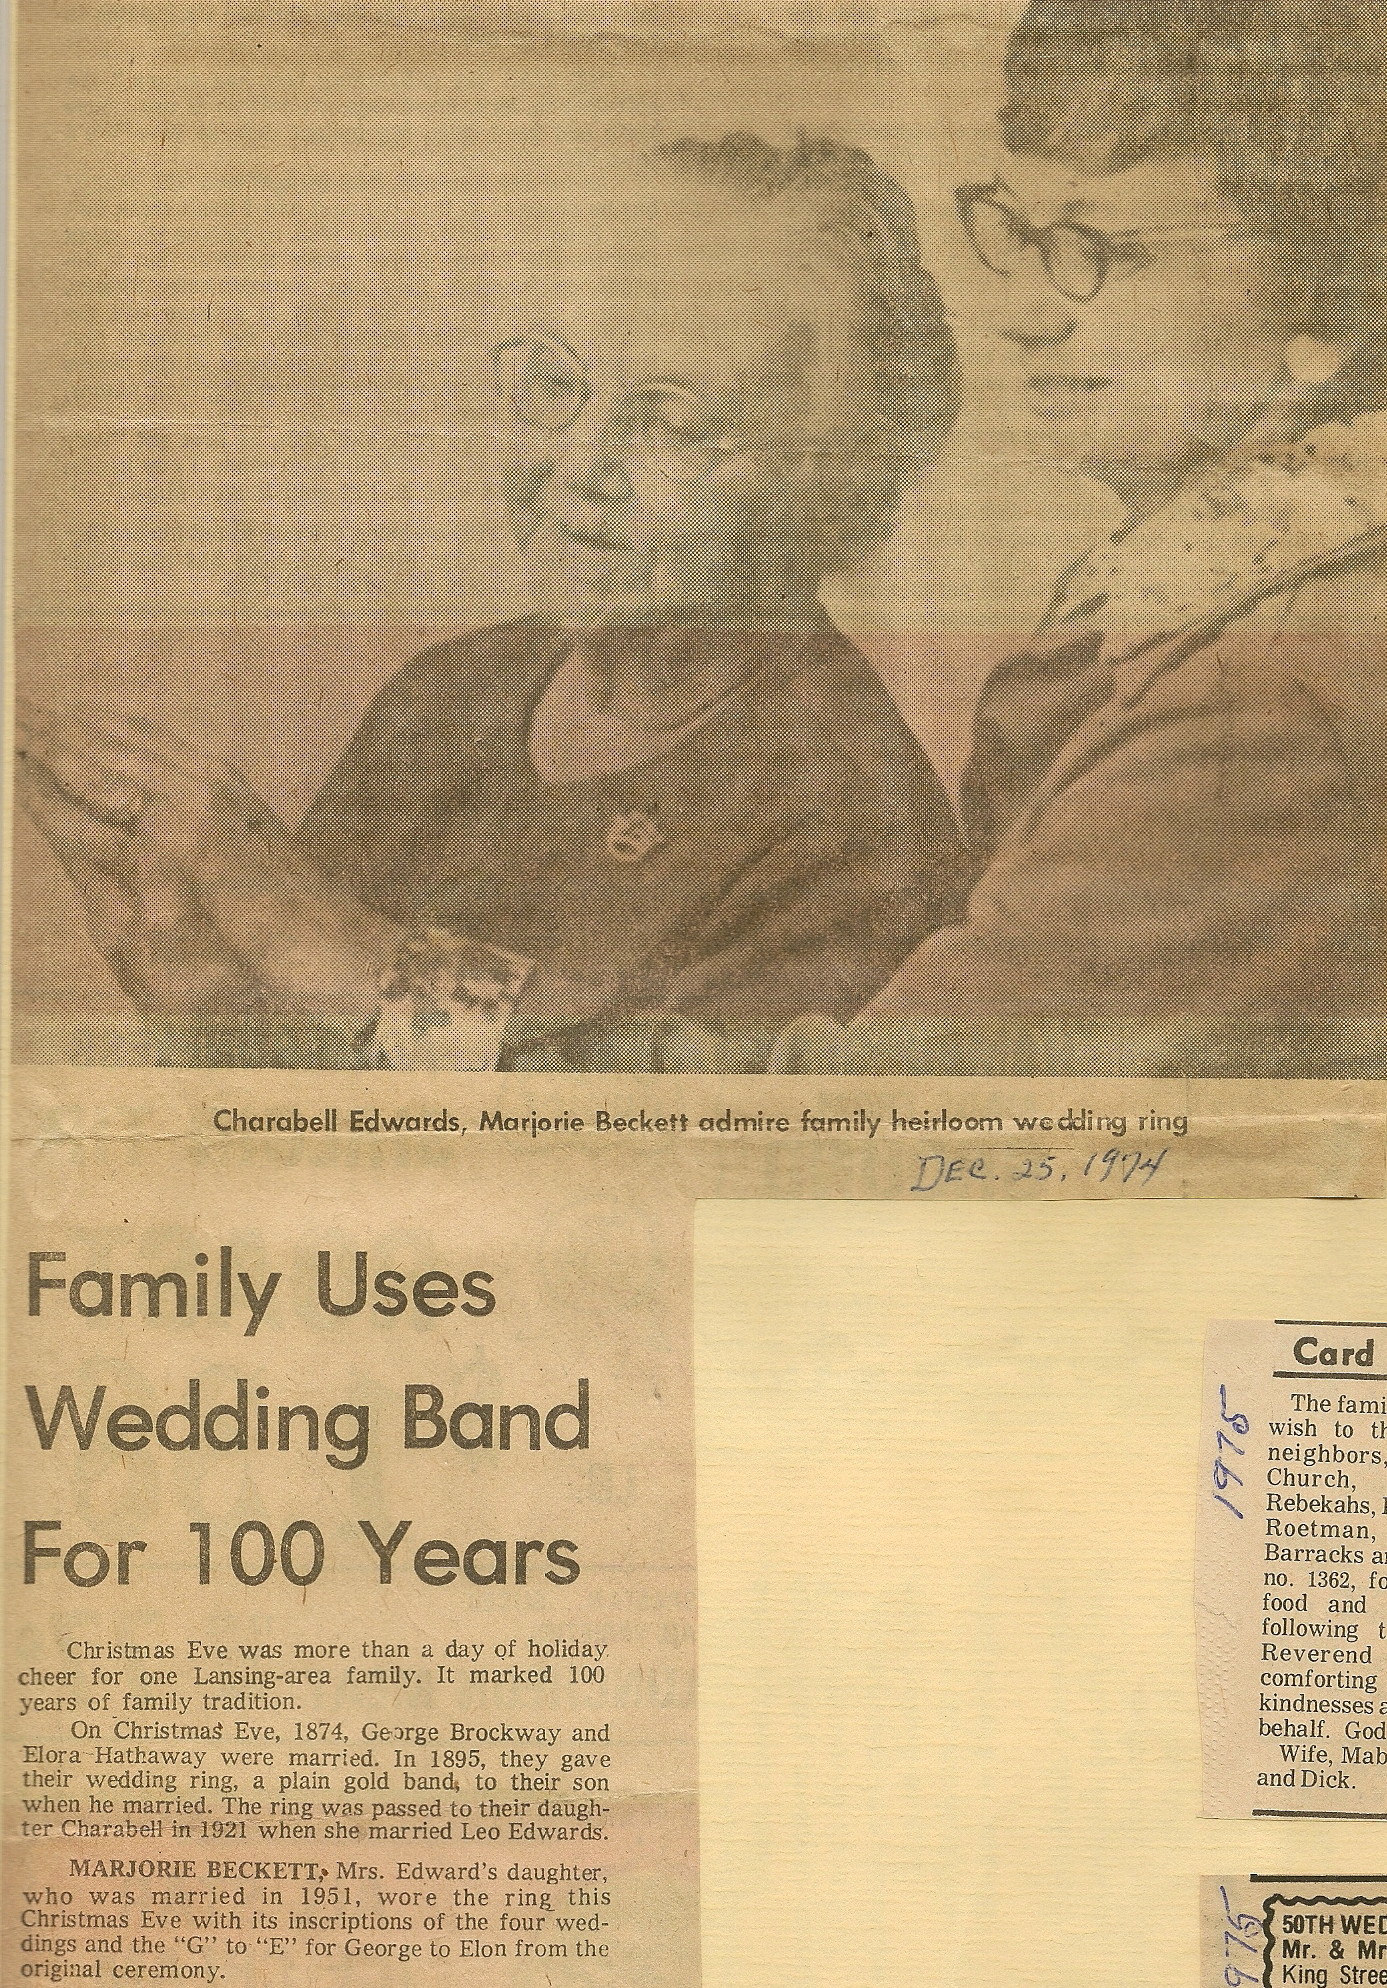 Charabell Edwards, Marjorie Beckett admire family heirloom wedding ring
DEC. 25, 1974
Family Uses
Wedding Band
For 100 Years
Christmas Eve was more than a day of holiday
cheer for one Lansing-area family. It marked 100
years of family tradition.
On Christmas Eve, 1874, George Brockway and
Elora Hathaway were married. In 1895, they gave
their wedding ring, a plain gold band, to their son
when he married. The ring was passed to their daugh-
ter Charabell in 1921 when she married Leo Edwards.
MARJORIE BECKETT, Mrs. Edward's daughter,
who was married in 1951, wore the ring this
Christmas Eve with its inscriptions of the four wed-
dings and the "G" to "E" for George to Elon from the
original ceremony.
1975
Card
The fami
wish to th
neighbors,
Church,
Rebekahs,
Roetman,
Barracks a
no. 1362, fo
food and
following t
Reverend
comforting
kindnesses a
behalf. God
Wife, Mab
and Dick.
975
50TH WED
Mr. & Mr
King Stree